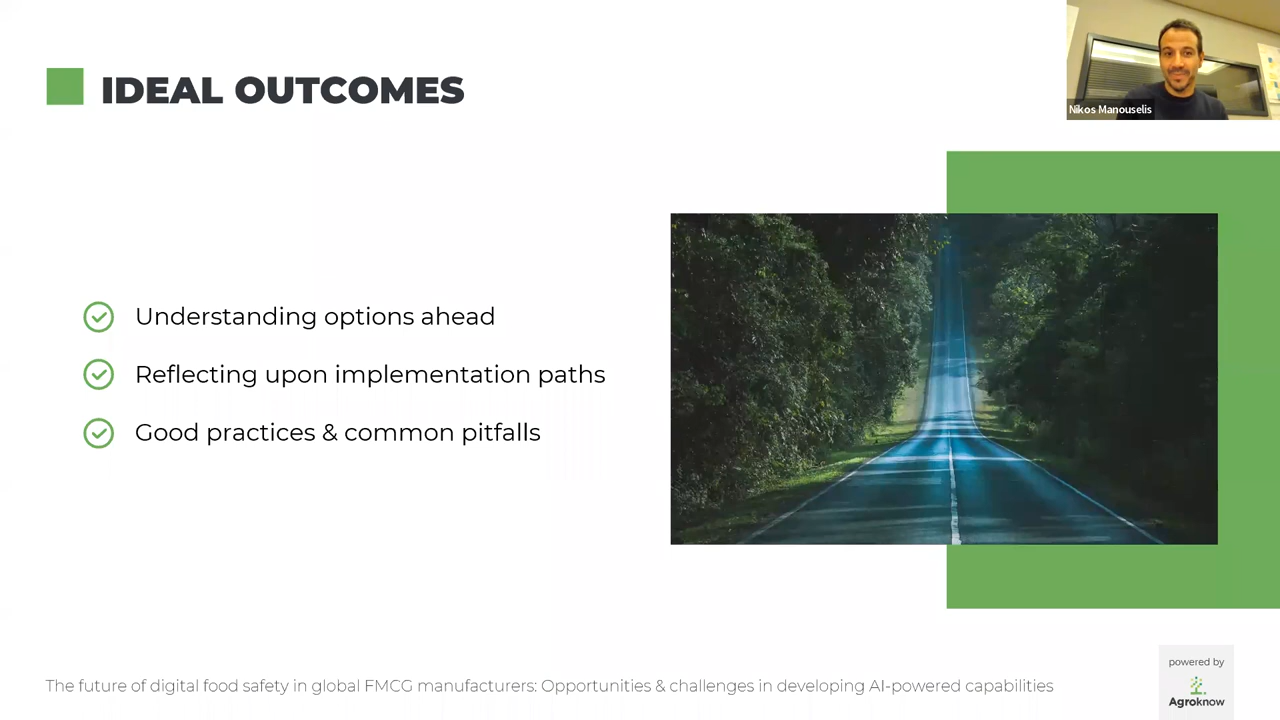 Nikos Manouselis
IDEAL OUTCOMES
Understanding options ahead
Reflecting upon implementation paths
Good practices & common pitfalls
The future of digital food safety in global FMCG manufacturers: Opportunities & challenges in developing AI-powered capabilities
powered by
Agroknow